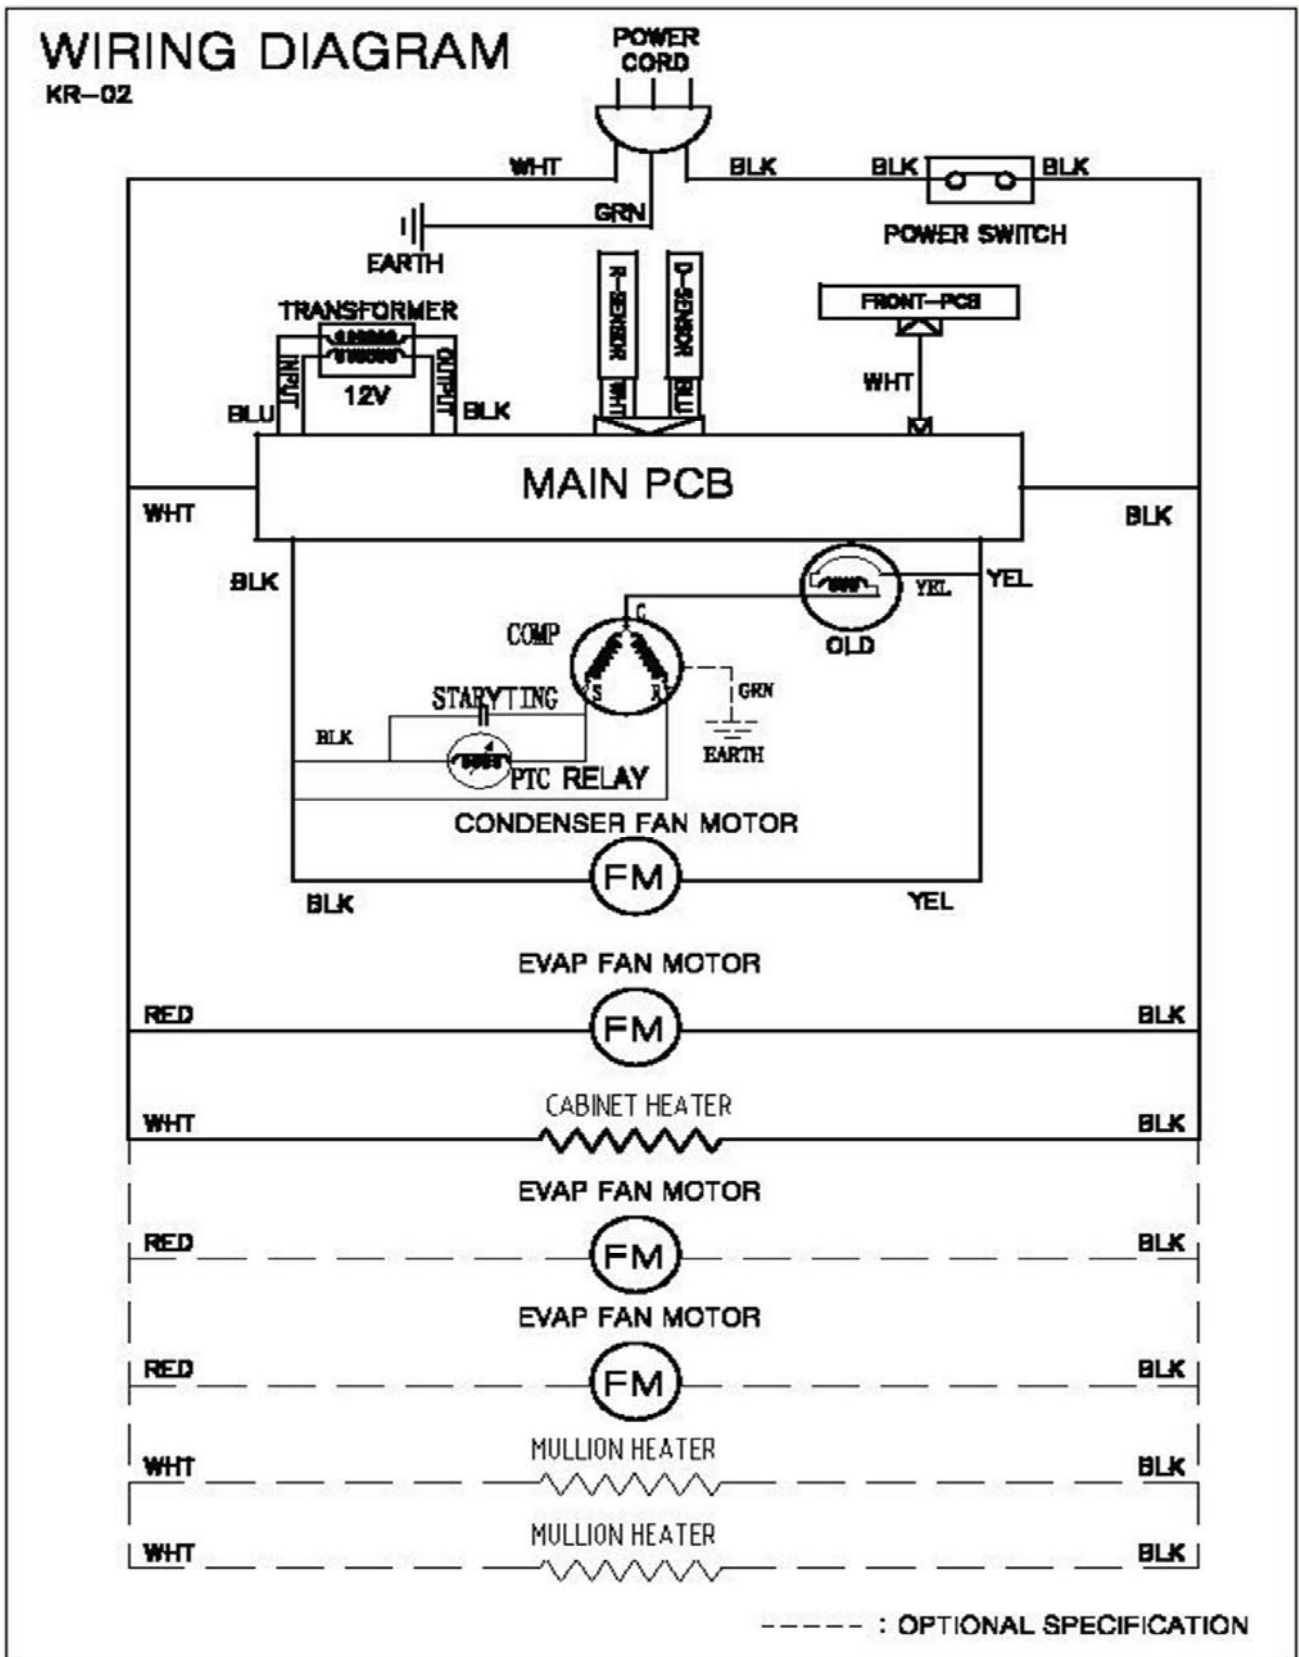 WIRING DIAGRAM
KR-02
POWER
CORD
WHT
BLK
BLK
BLK
GRN
POWER SWITCH
EARTH
R-SENSOR
D-SENSOR
FRONT-PCB
TRANSFORMER
INPUT
OUTPUT
12V
WHT
BLU
BLK
WHT
BLU
MAIN PCB
WHT
BLK
BLK
YEL
YEL
C
COMP
OLD
S
R
GRN
STARYTING
BLK
EARTH
PTC RELAY
CONDENSER FAN MOTOR
FM
BLK
YEL
EVAP FAN MOTOR
RED
FM
BLK
CABINET HEATER
WHT
BLK
EVAP FAN MOTOR
RED
FM
BLK
EVAP FAN MOTOR
RED
FM
BLK
MULLION HEATER
WHT
BLK
MULLION HEATER
WHT
BLK
----- : OPTIONAL SPECIFICATION